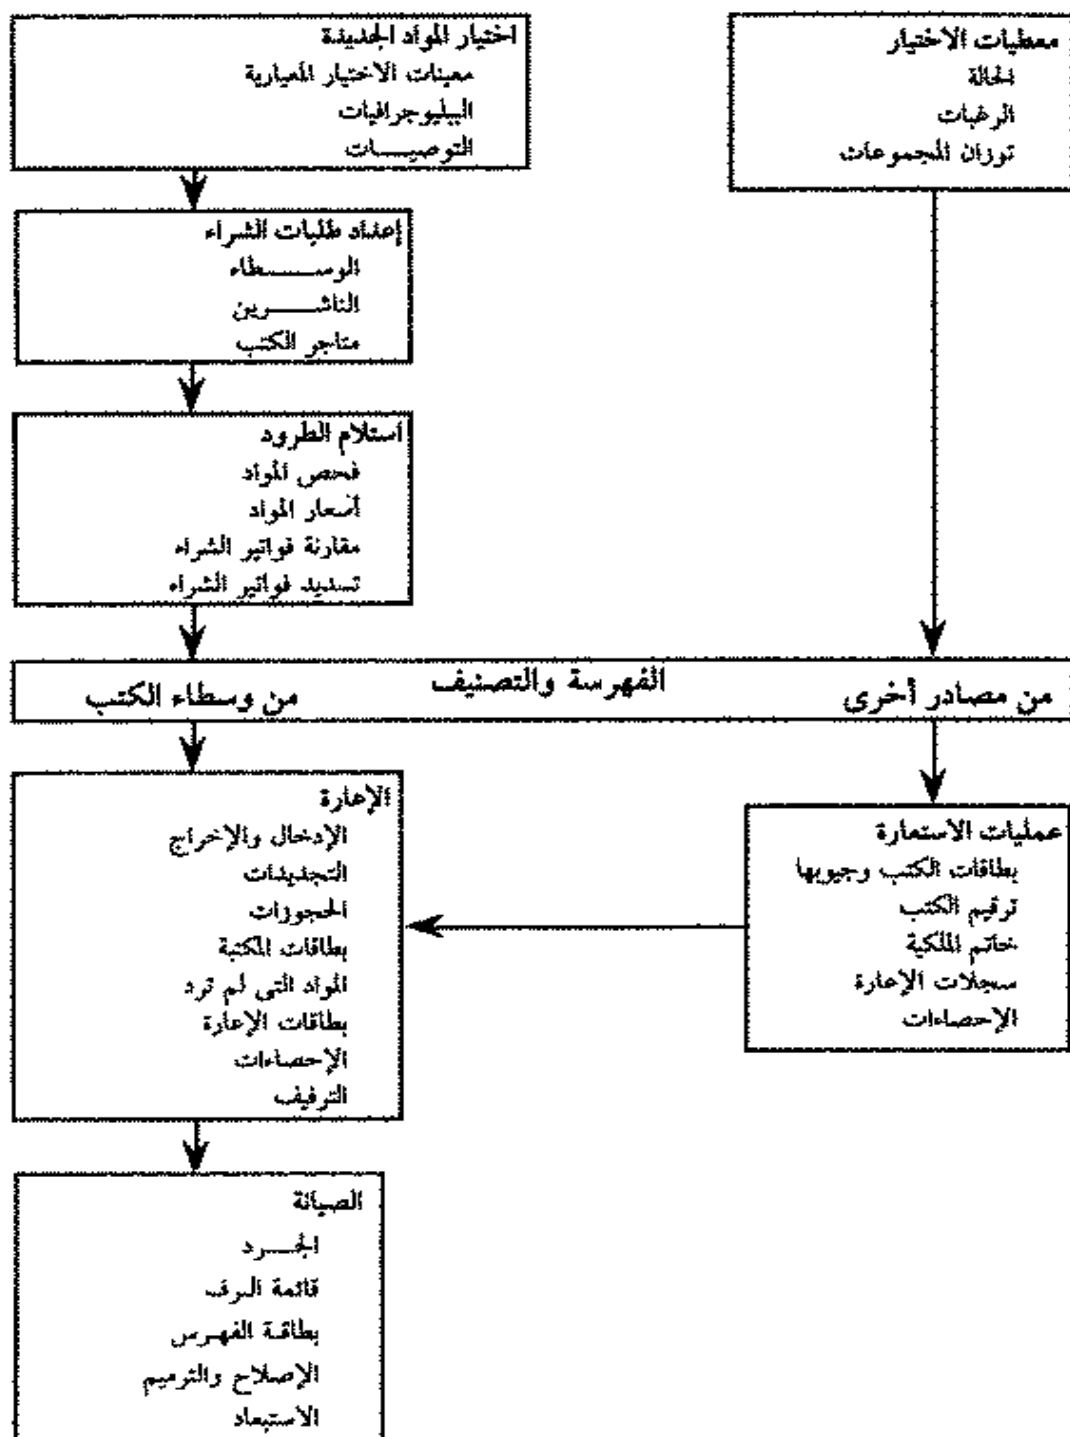 معطيات الاختيار
الحالة
الرغبات
توزان المجموعات
اختيار المواد الجديدة
معينات الاختيار المعيارية
الببليوجرافيات
التوصيات
إعداد طلبات الشراء
الوسطاء
الناشرين
متاجر الكتب
استلام الطرود
فحص المواد
أسعار المواد
مقارنة فواتير الشراء
تسديد فواتير الشراء
من مصادر أخرى
الفهرسة والتصنيف
من وسطاء الكتب
عمليات الاستعارة
بطاقات الكتب وجيوبها
ترقيم الكتب
خاتم الملكية
سجلات الإعارة
الإحصاءات
الإعارة
الإدخال والإخراج
التجديدات
الحجوزات
بطاقات المكتبة
المواد التى لم ترد
بطاقات الإعارة
الإحصاءات
الترفيف
الصيانة
الجرد
قائمة الرف
بطاقة الفهرس
الإصلاح والترميم
الاستبعاد